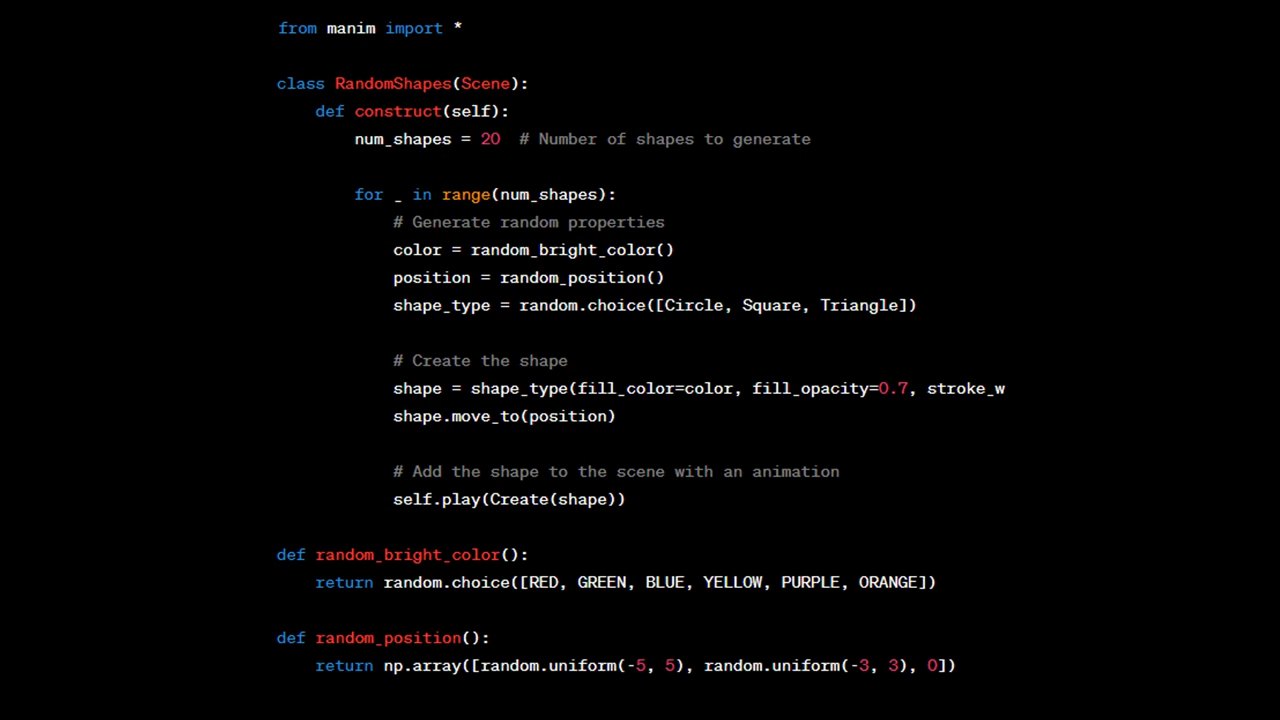 from manim import *
class RandomShapes(Scene):
    def construct(self):
        num_shapes = 20  # Number of shapes to generate
        for _ in range(num_shapes):
            # Generate random properties
            color = random_bright_color()
            position = random_position()
            shape_type = random.choice([Circle, Square, Triangle])
            # Create the shape
            shape = shape_type(fill_color=color, fill_opacity=0.7, stroke_w
            shape.move_to(position)
            # Add the shape to the scene with an animation
            self.play(Create(shape))
def random_bright_color():
    return random.choice([RED, GREEN, BLUE, YELLOW, PURPLE, ORANGE])
def random_position():
    return np.array([random.uniform(-5, 5), random.uniform(-3, 3), 0])